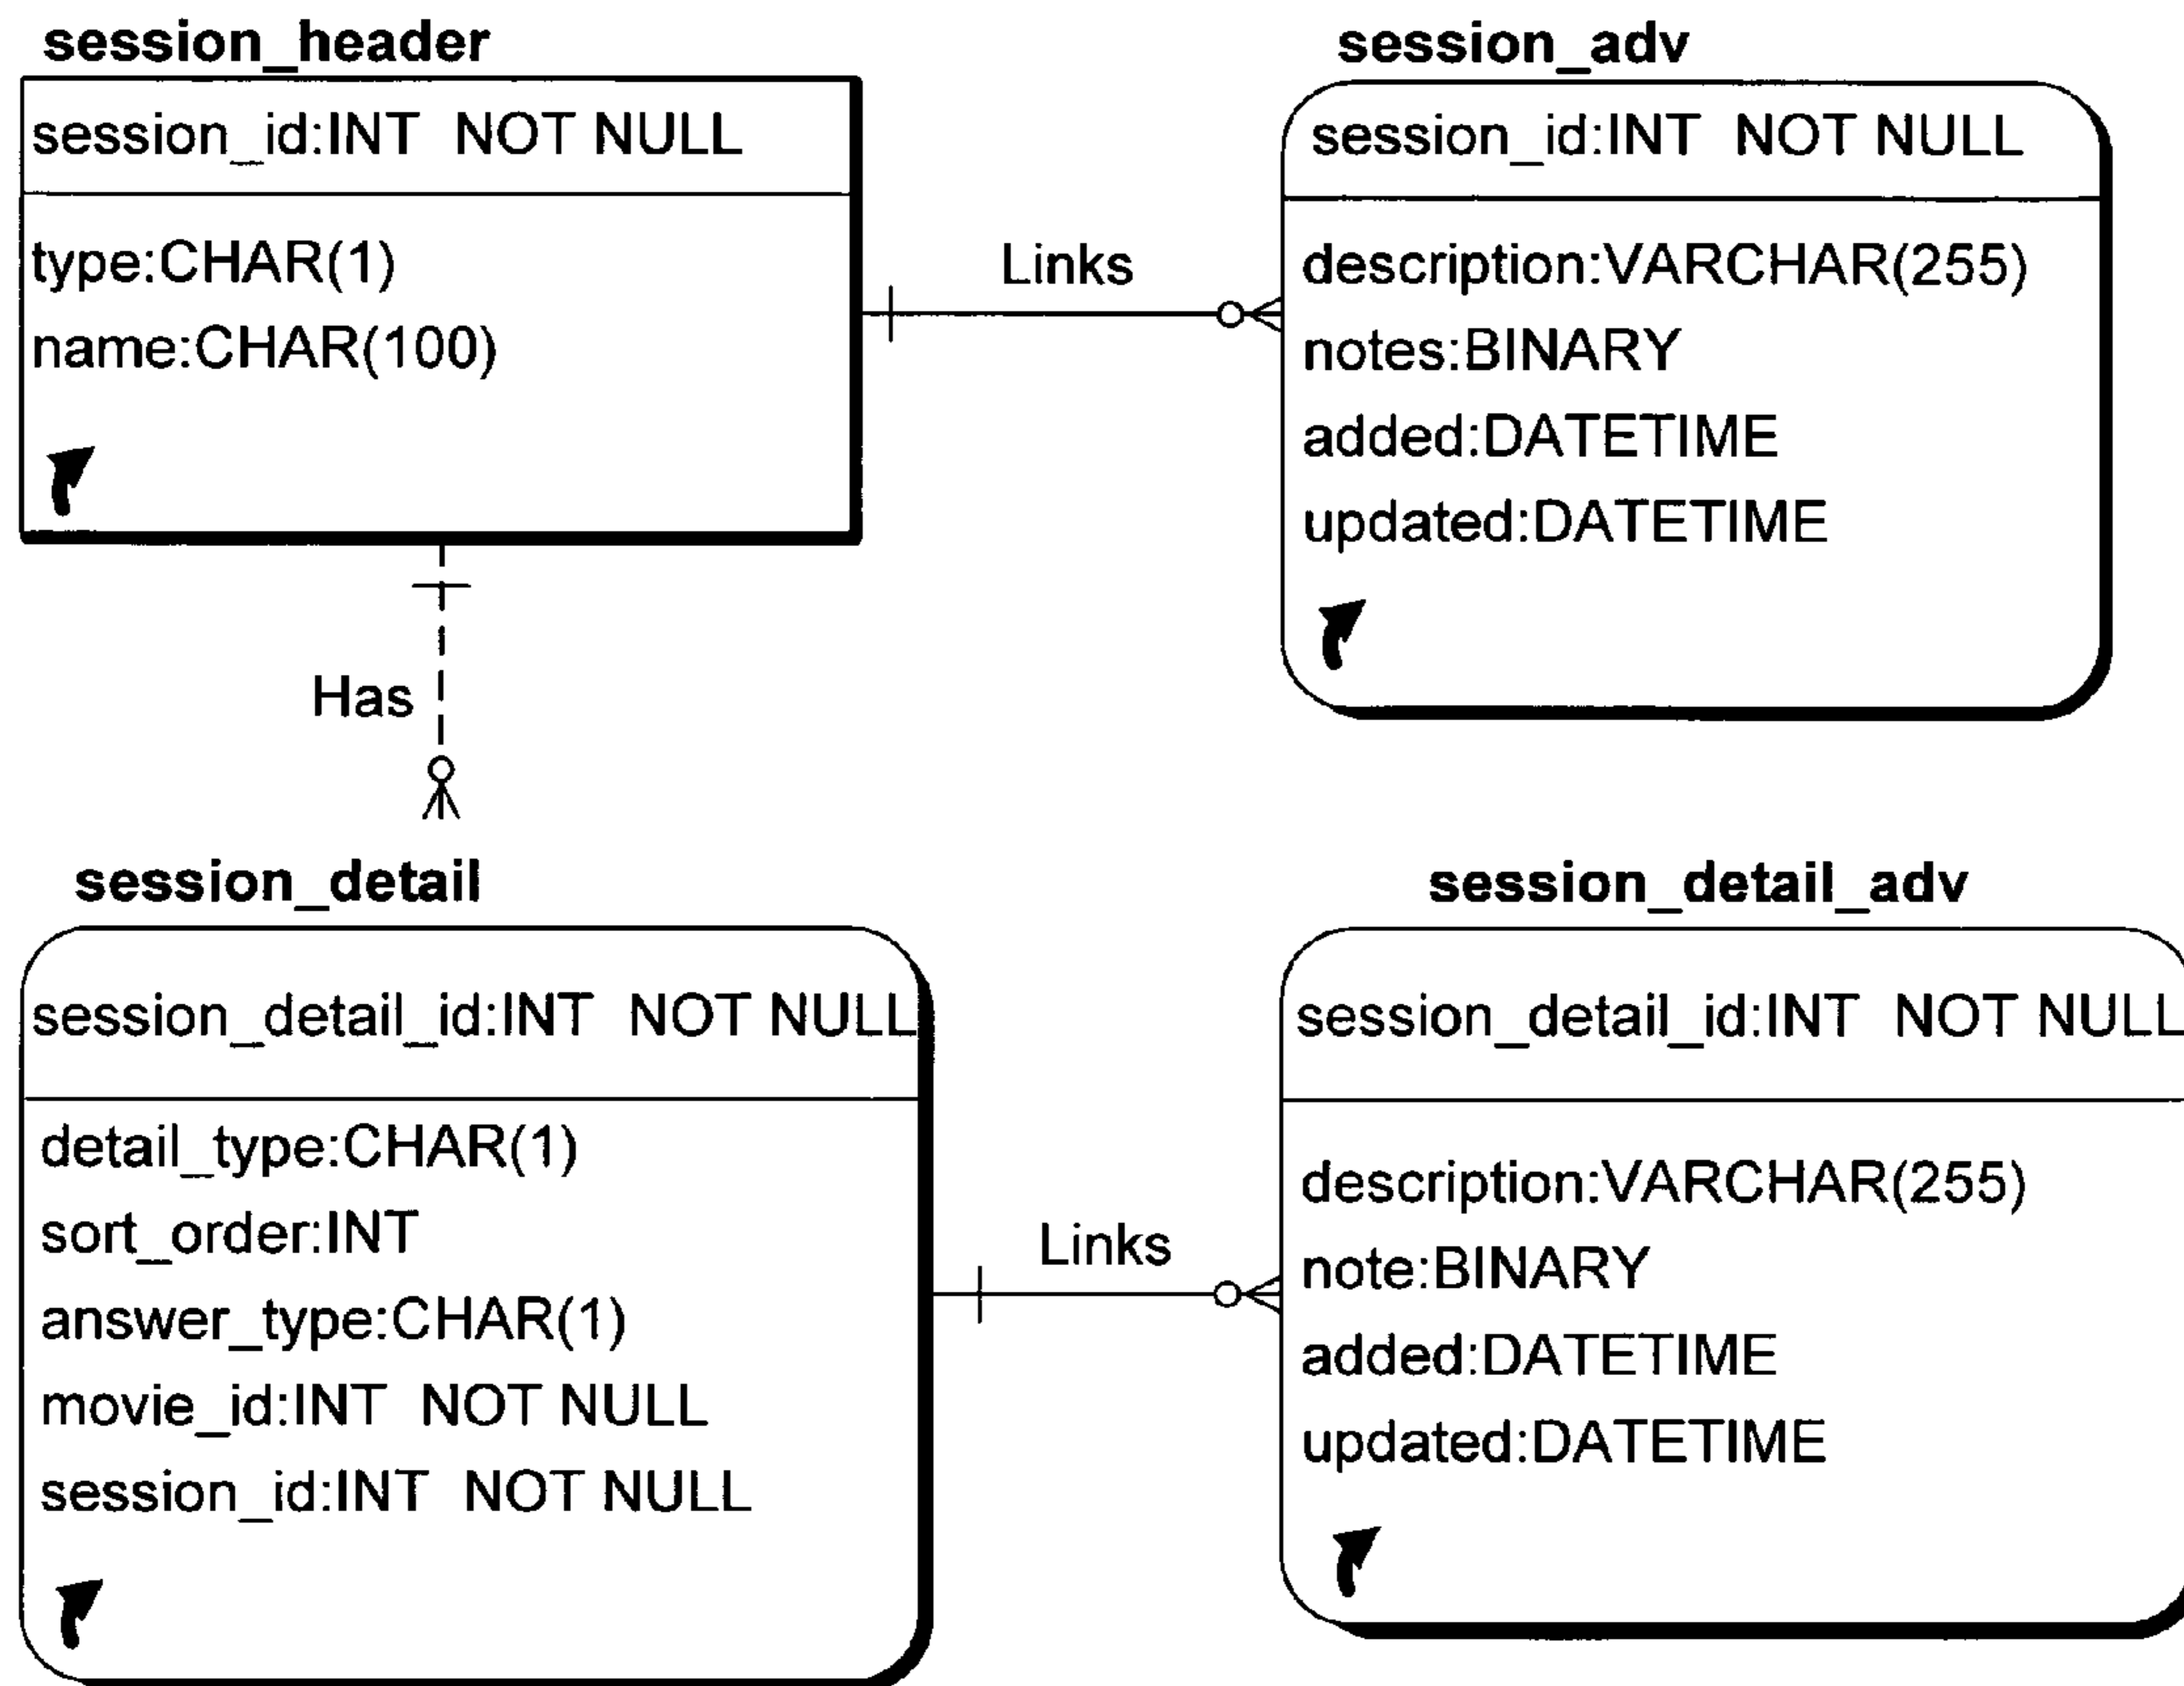 session_header
session_id:INT  NOT NULL
type:CHAR(1)
name:CHAR(100)
Links
session_adv
session_id:INT  NOT NULL
description:VARCHAR(255)
notes:BINARY
added:DATETIME
updated:DATETIME
Has
session_detail
session_detail_id:INT  NOT NULL
detail_type:CHAR(1)
sort_order:INT
answer_type:CHAR(1)
movie_id:INT  NOT NULL
session_id:INT  NOT NULL
Links
session_detail_adv
session_detail_id:INT  NOT NULL
description:VARCHAR(255)
note:BINARY
added:DATETIME
updated:DATETIME